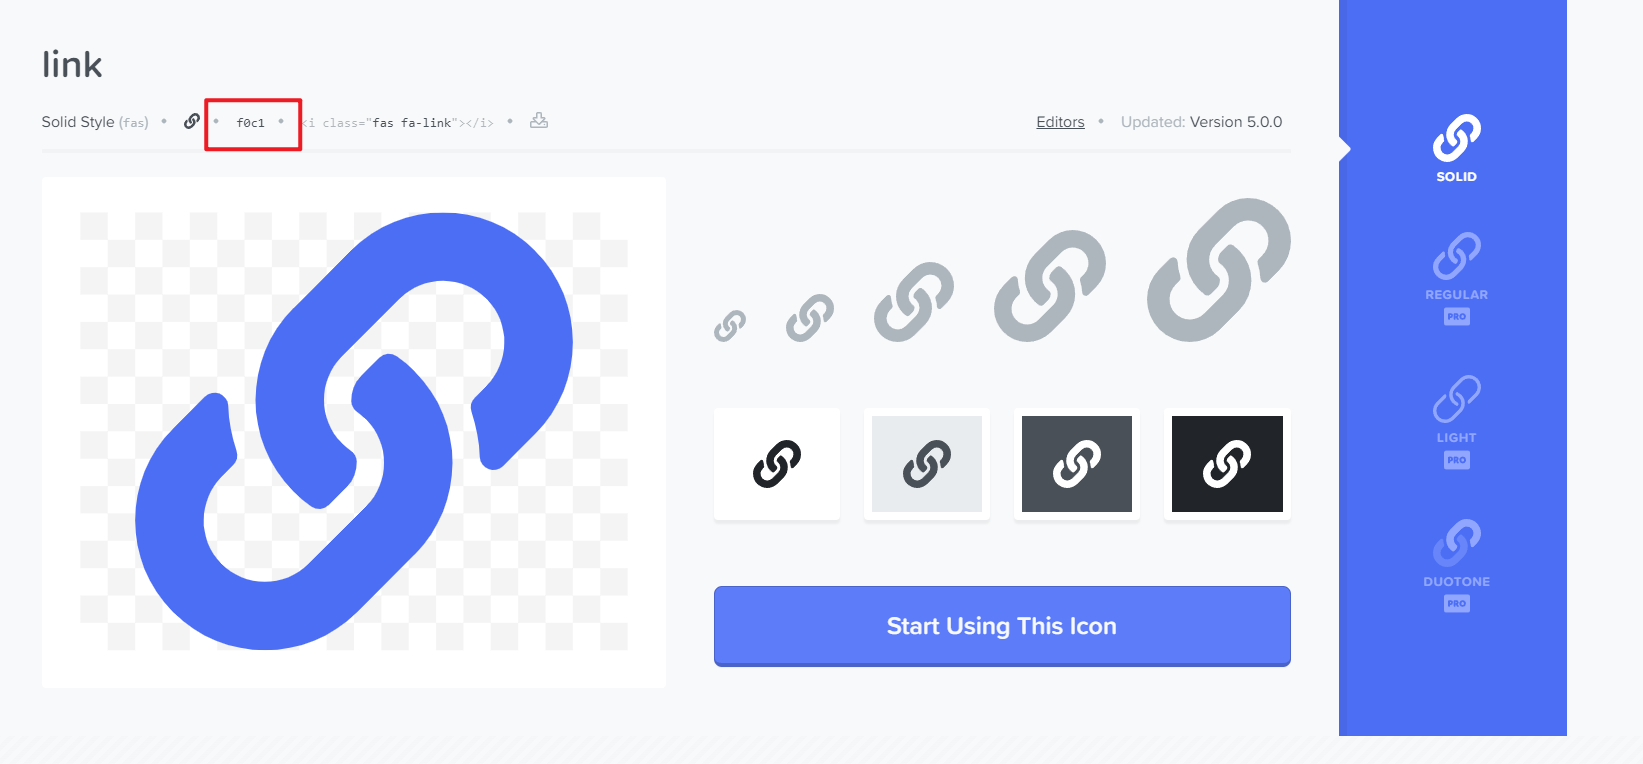 link
Solid Style (fas) • • f0c1 • <i class="fas fa-link"></i> • Editors • Updated: Version 5.0.0
SOLID
REGULAR
PRO
LIGHT
PRO
DUOTONE
PRO
Start Using This Icon